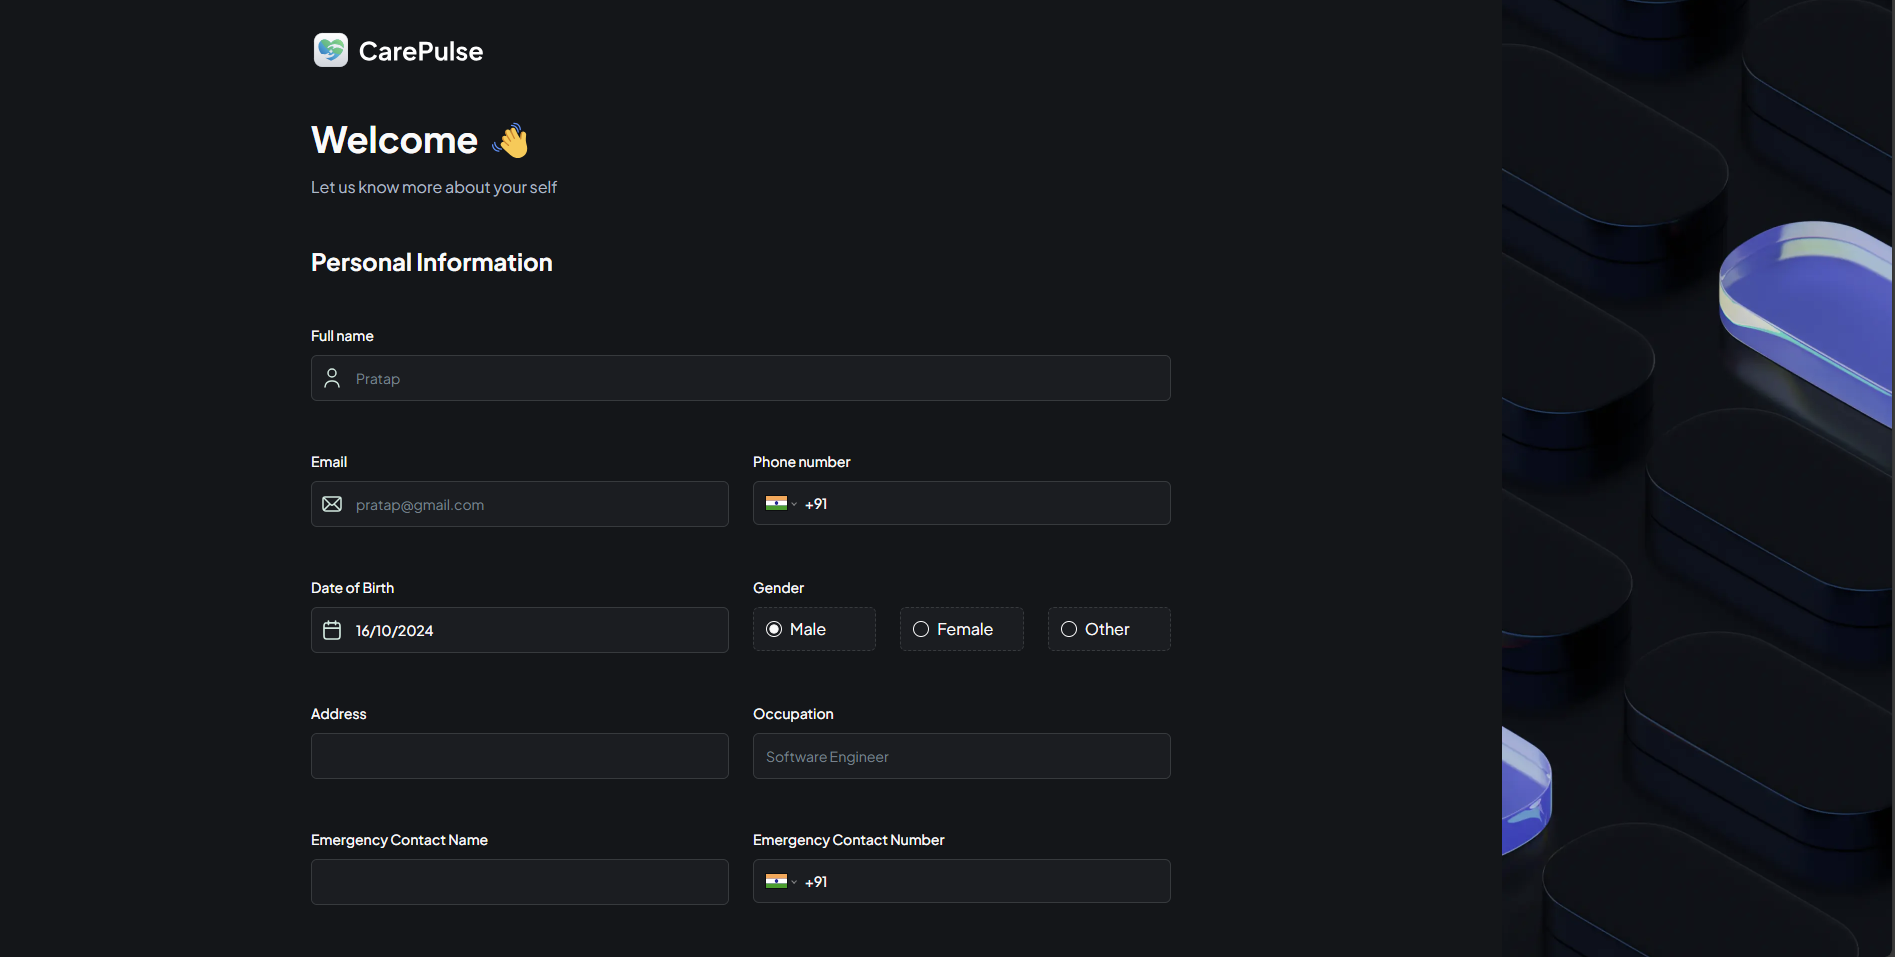 CarePulse
Welcome 👋
Let us know more about your self
Personal Information
Full name
Pratap
Email
Phone number
pratap@gmail.com
+91
Date of Birth
Gender
16/10/2024
Male
Female
Other
Address
Occupation
Software Engineer
Emergency Contact Name
Emergency Contact Number
+91